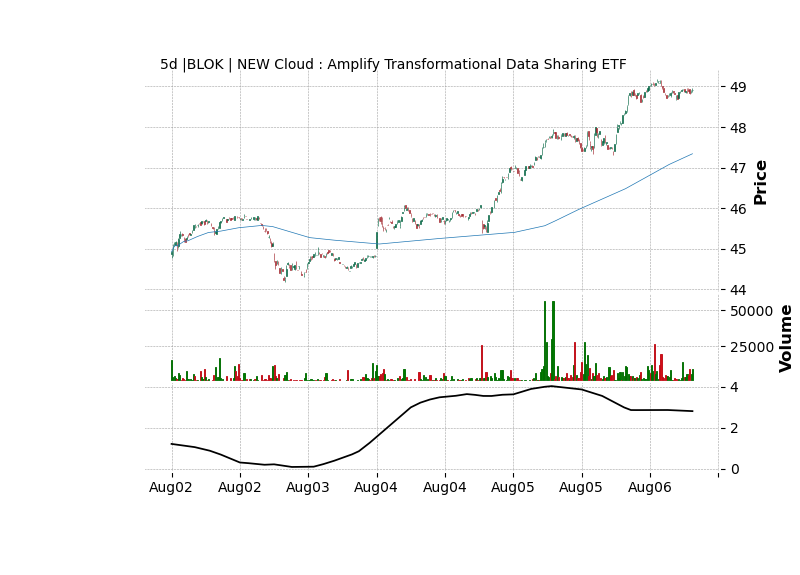 5d |BLOK | NEW Cloud : Amplify Transformational Data Sharing ETF
49
48
47
46
45
44
Price
50000
25000
Volume
4
2
0
Aug02 Aug02 Aug03 Aug04 Aug04 Aug05 Aug05 Aug06